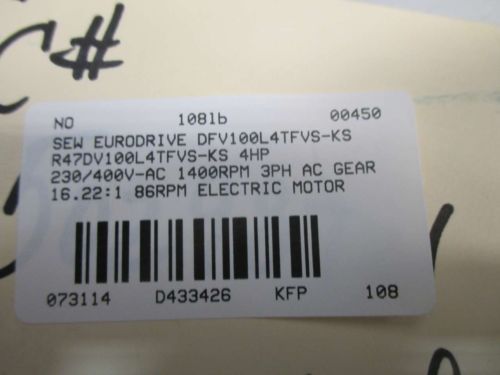 C#
NO 1081b 00450
SEW EURODRIVE DFV100L4TFVS-KS
R47DV100L4TFVS-KS 4HP
230/400V-AC 1400RPM 3PH AC GEAR
16.22:1 86RPM ELECTRIC MOTOR
073114 D433426 KFP 108